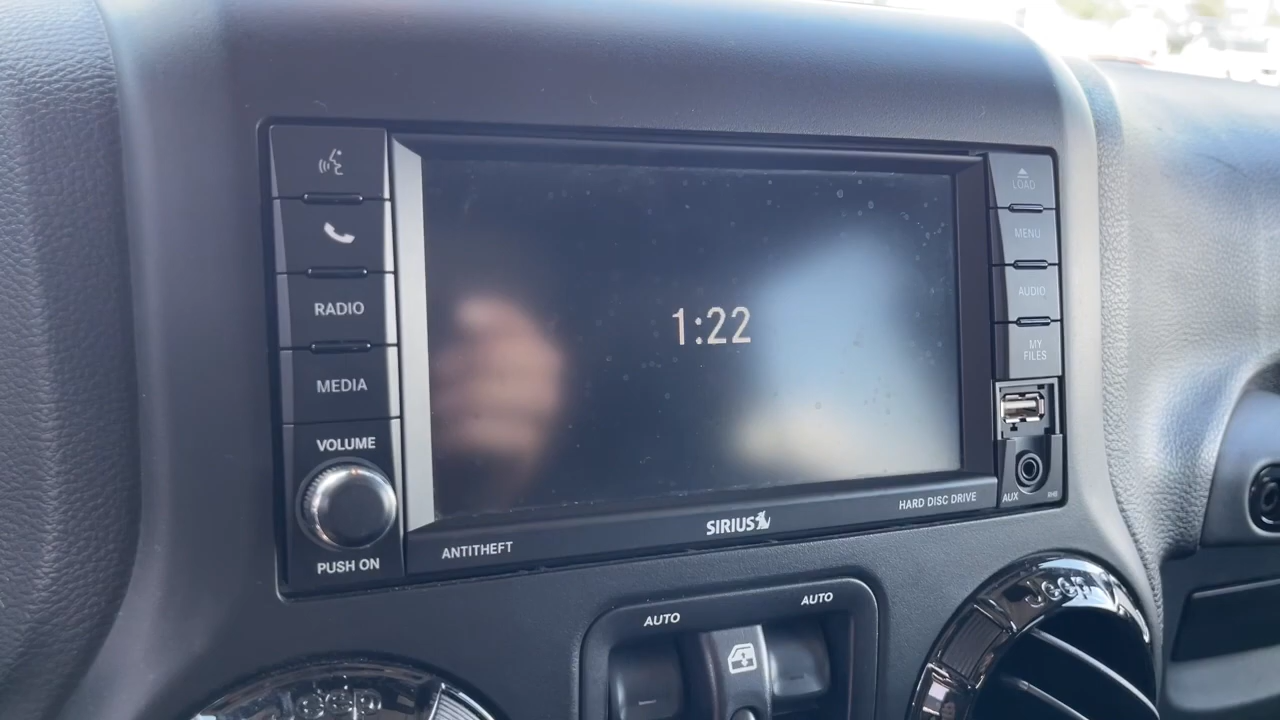 RADIO
MEDIA
VOLUME
PUSH ON
1:22
ANTITHEFT
SIRIUS
HARD DISC DRIVE
LOAD
MENU
AUDIO
MY
FILES
AUX
AUTO
AUTO
Jeep
Jeep